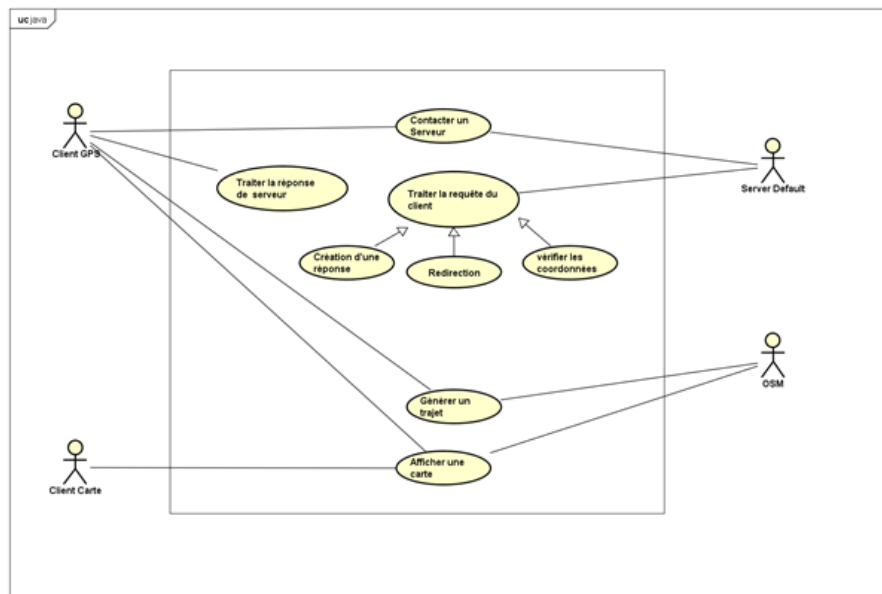 uc java
Client GPS
Contacter un
Serveur
Server Default
Traiter la réponse
de serveur
Traiter la requête du
client
Création d'une
réponse
Redirection
vérifier les
coordonnées
OSM
Générer un
trajet
Afficher une
carte
Client Carte